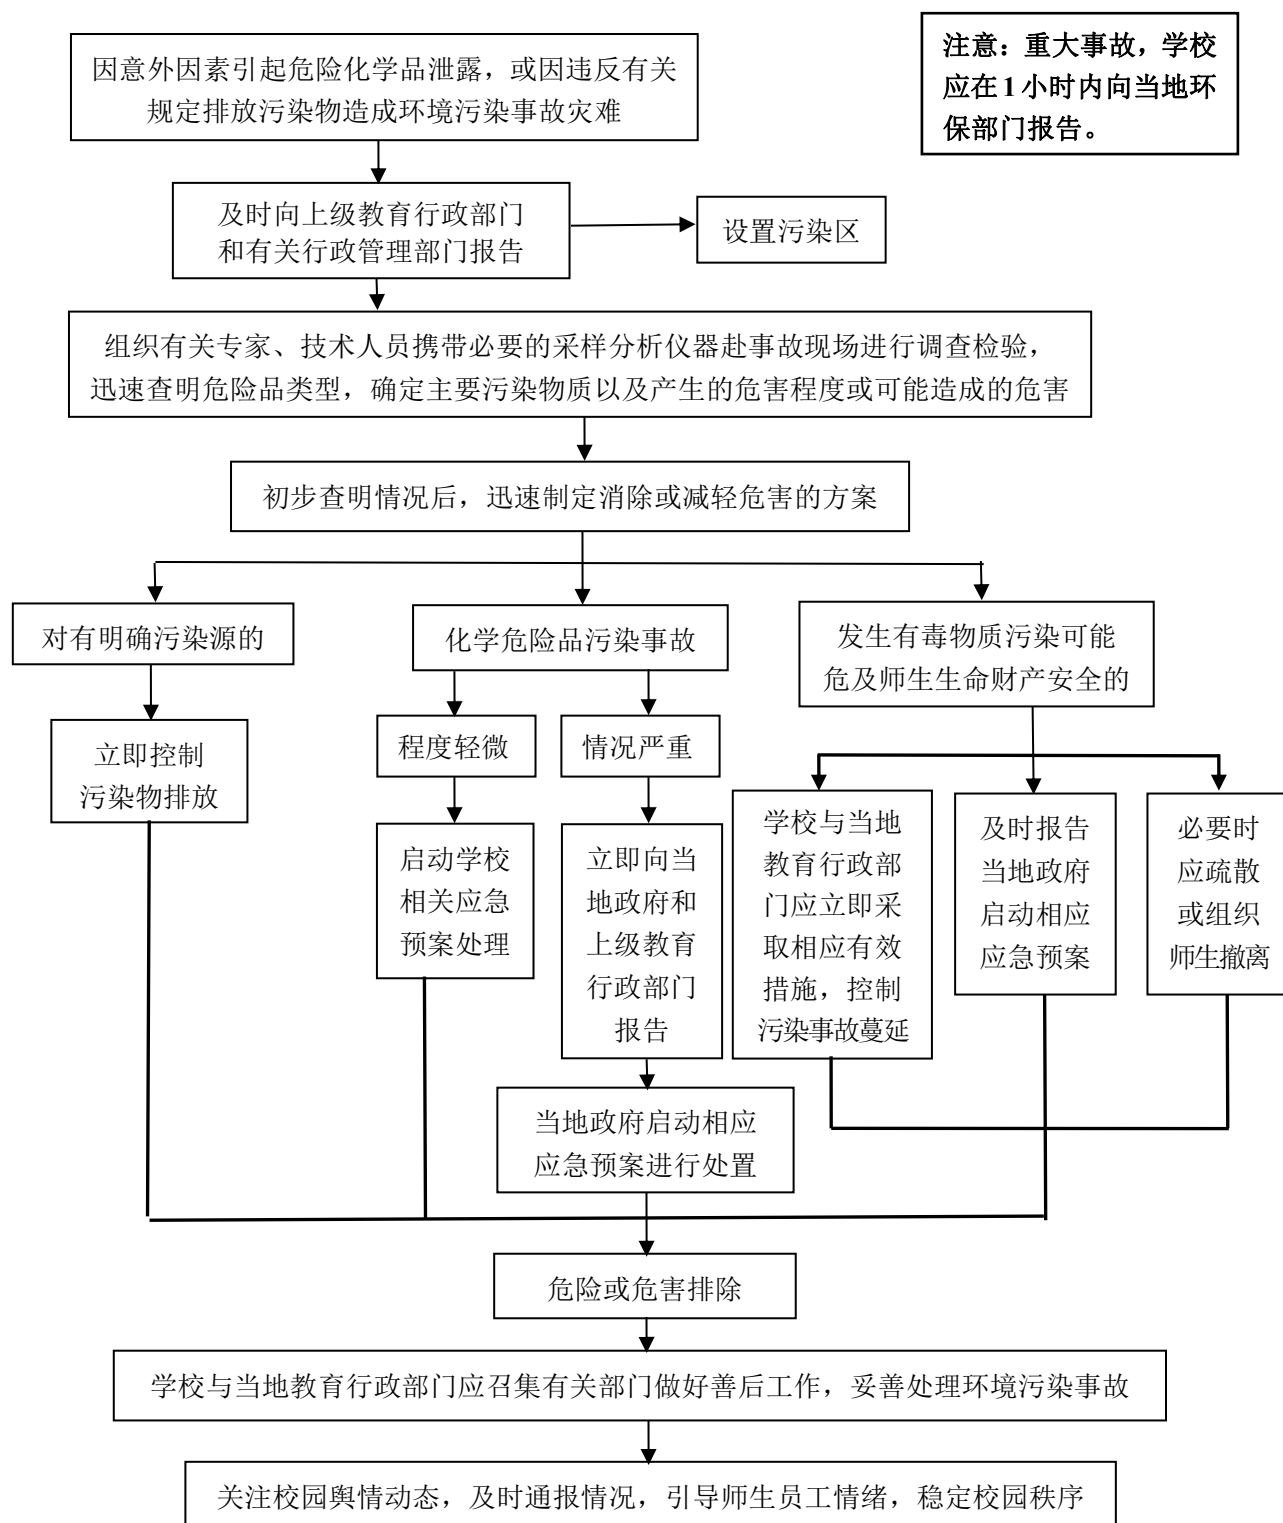 注意：重大事故，学校
应在1小时内向当地环
保部门报告。
因意外因素引起危险化学品泄露，或因违反有关
规定排放污染物造成环境污染事故灾难
及时向上级教育行政部门
和有关行政管理部门报告
设置污染区
组织有关专家、技术人员携带必要的采样分析仪器赴事故现场进行调查检验，
迅速查明危险品类型，确定主要污染物质以及产生的危害程度或可能造成的危害
初步查明情况后，迅速制定消除或减轻危害的方案
对有明确污染源的
化学危险品污染事故
发生有毒物质污染可能
危及师生生命财产安全的
立即控制
污染物排放
程度轻微
情况严重
启动学校
相关应急
预案处理
立即向当
地政府和
上级教育
行政部门
报告
学校与当地
教育行政部
门应立即采
取相应有效
措施，控制
污染事故蔓延
及时报告
当地政府
启动相应
应急预案
必要时
应疏散
或组织
师生撤离
当地政府启动相应
应急预案进行处置
危险或危害排除
学校与当地教育行政部门应召集有关部门做好善后工作，妥善处理环境污染事故
关注校园舆情动态，及时通报情况，引导师生员工情绪，稳定校园秩序